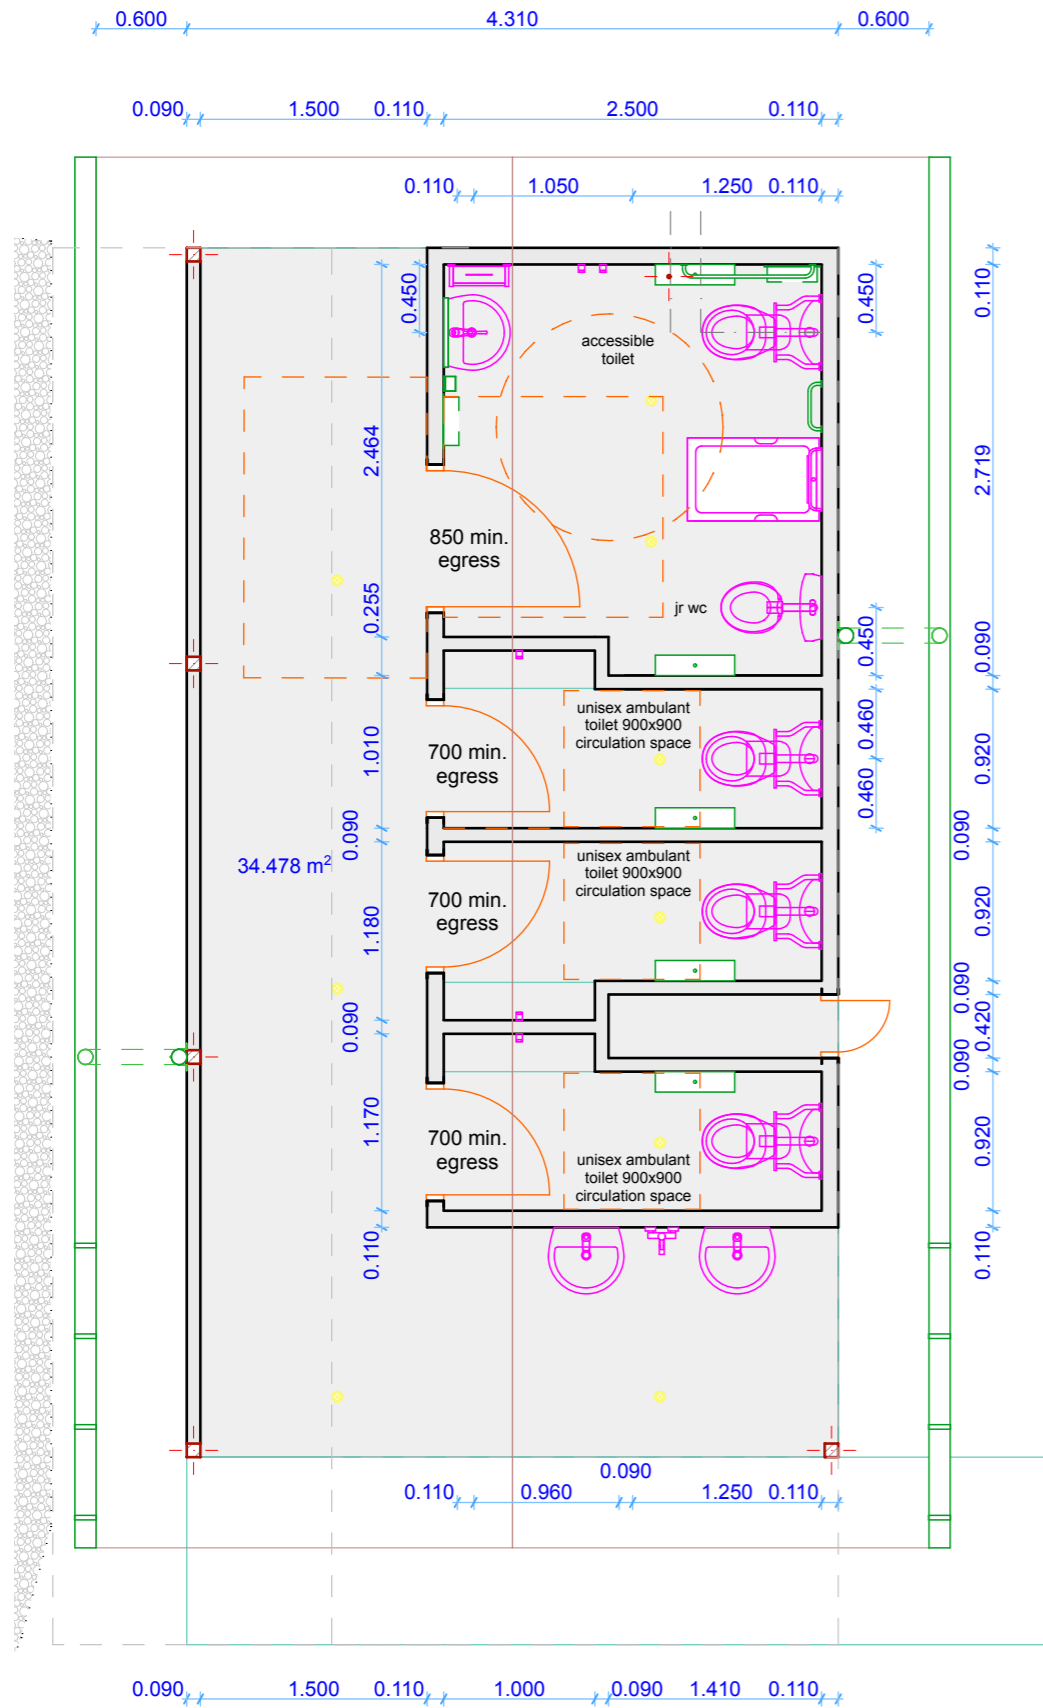 0.600 4.310 0.600
0.090 1.500 0.110 2.500 0.110
0.110 1.050 1.250 0.110
0.450
0.450
0.110
accessible
toilet
2.464
2.719
850 min.
egress
0.255
jr wc
0.450
0.090
unisex ambulant
toilet 900x900
circulation space
700 min.
egress
1.010
0.460
0.460
0.920
0.090
0.090
34.478 m²
unisex ambulant
toilet 900x900
circulation space
700 min.
egress
1.180
0.920
0.090
0.090
0.420
0.090
1.170
700 min.
egress
unisex ambulant
toilet 900x900
circulation space
0.920
0.110
0.110
0.090
0.110 0.960 1.250 0.110
0.090 1.500 0.110 1.000 0.090 1.410 0.110